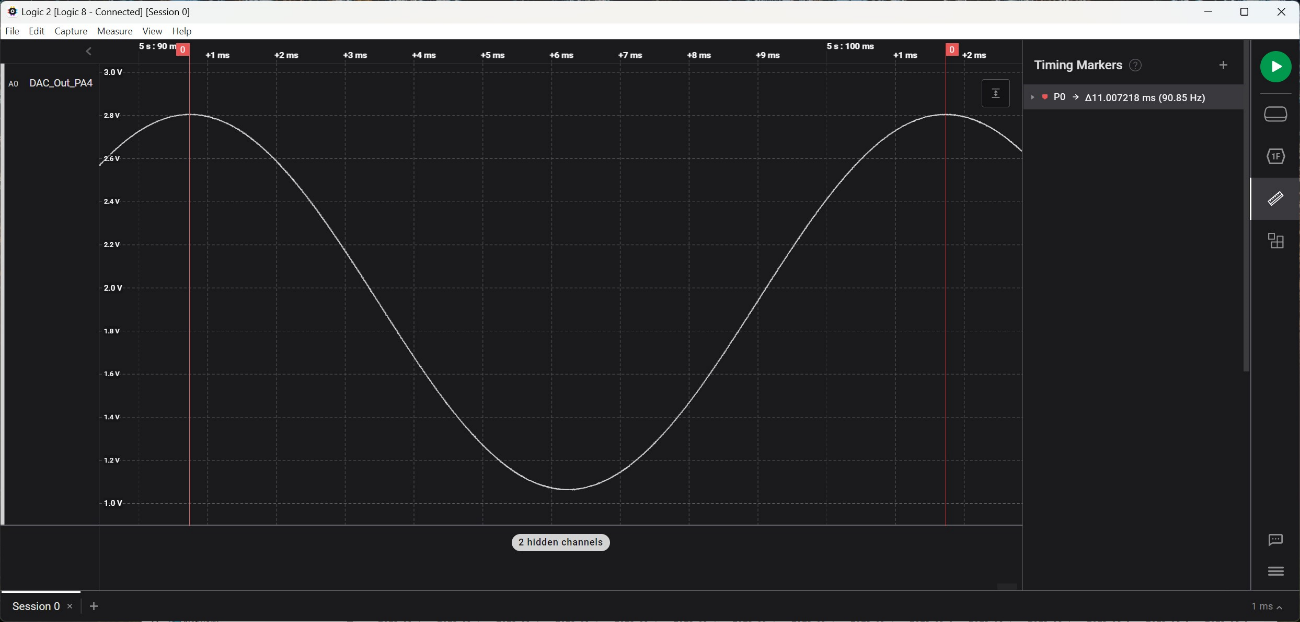 Logic 2 [Logic 8 - Connected] [Session 0]
File Edit Capture Measure View Help
5 s : 90 m 0 +1 ms +2 ms +3 ms +4 ms +5 ms +6 ms +7 ms +8 ms +9 ms 5 s : 100 ms +1 ms 0 +2 ms
A0 DAC_Out_PA4
3.0 V
2.8 V
2.6 V
2.4 V
2.2 V
2.0 V
1.8 V
1.6 V
1.4 V
1.2 V
1.0 V
2 hidden channels
Timing Markers ?
P0 → Δ11.007218 ms (90.85 Hz)
1F
Session 0 × +
1 ms